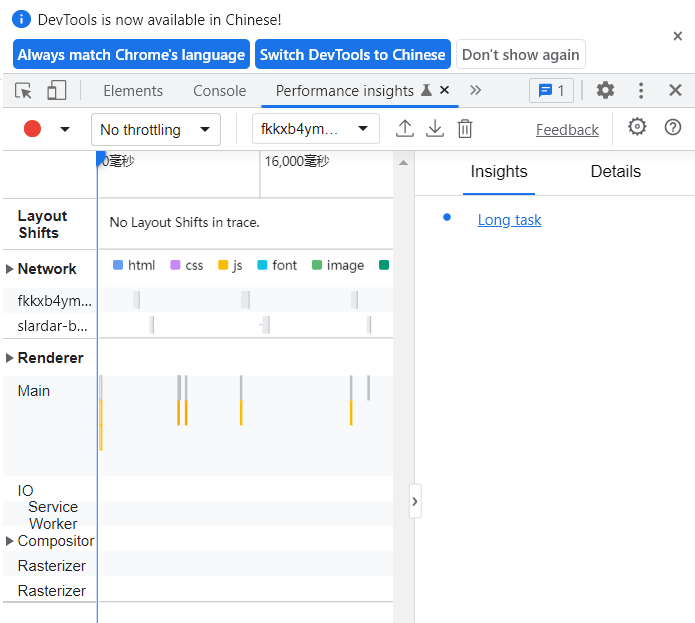 DevTools is now available in Chinese!
Always match Chrome's language Switch DevTools to Chinese Don't show again
Elements Console Performance insights 1
No throttling fkkxb4ym... Feedback
0毫秒 16,000毫秒
Insights Details
Layout
Shifts
No Layout Shifts in trace.
Long task
Network
html css js font image
fkkxb4ym...
slardar-b...
Renderer
Main
IO
Service
Worker
Compositor
Rasterizer
Rasterizer